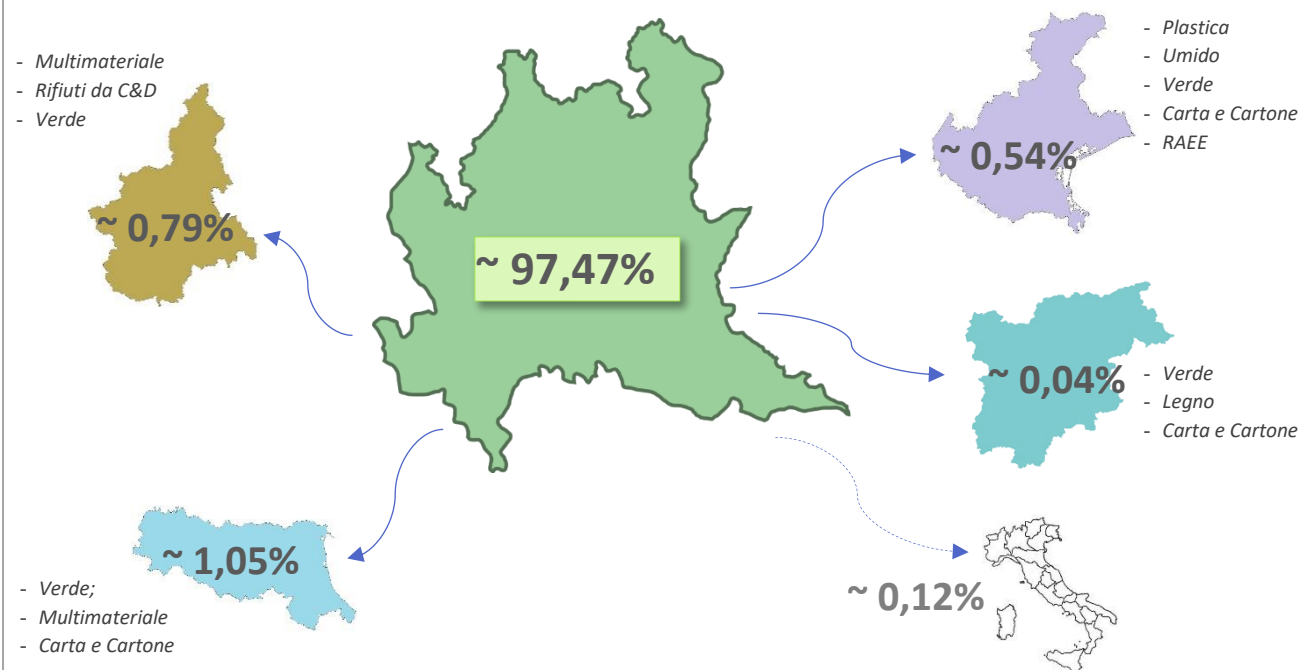 - Multimateriale
- Rifiuti da C&D
- Verde
~ 0,79%
~ 97,47%
- Plastica
- Umido
- Verde
- Carta e Cartone
- RAEE
~ 0,54%
~ 0,04%
- Verde
- Legno
- Carta e Cartone
~ 1,05%
- Verde;
- Multimateriale
- Carta e Cartone
~ 0,12%